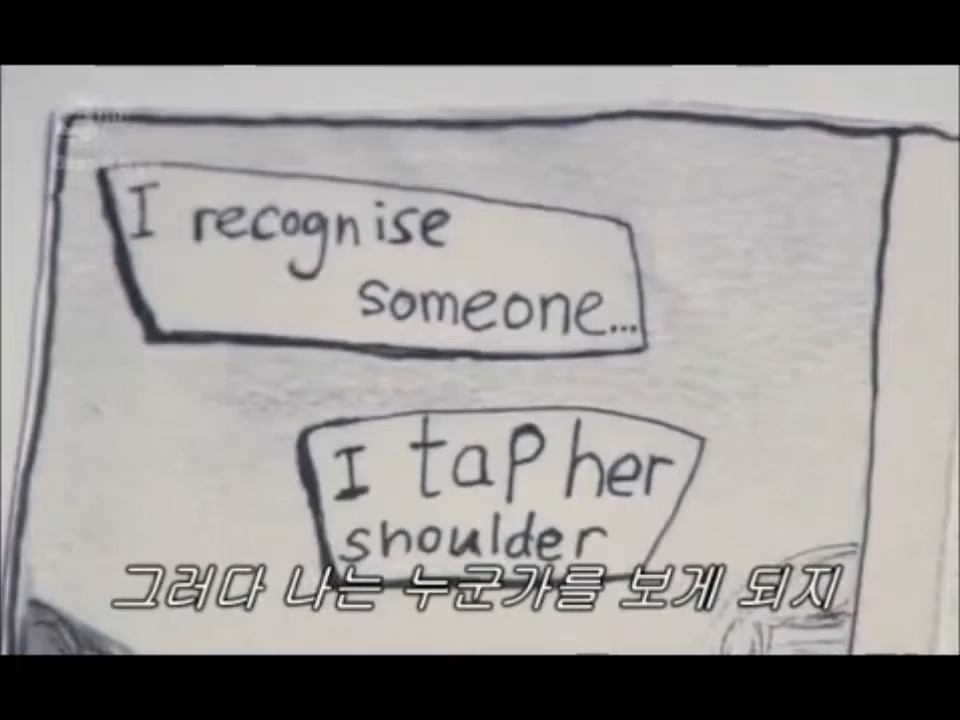 I recognise
someone...
I tap her
shoulder
그러다 나는 누군가를 보게 되지